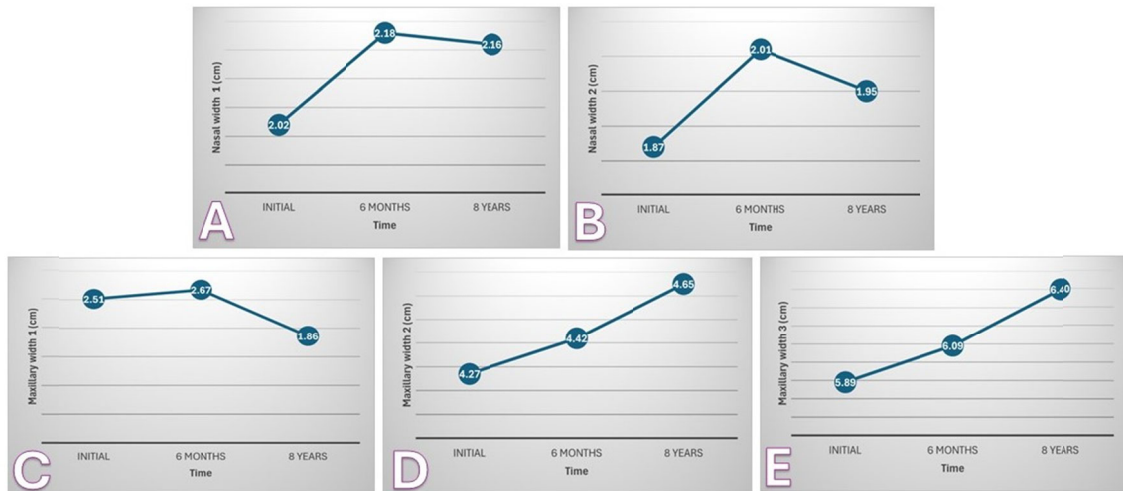 Nasal width 1 (cm)
2.02
2.18
2.16
INITIAL
6 MONTHS
8 YEARS
Time
A
Nasal width 2 (cm)
1.87
2.01
1.95
INITIAL
6 MONTHS
8 YEARS
Time
B
Maxillary width 1 (cm)
2.51
2.67
1.86
INITIAL
6 MONTHS
8 YEARS
Time
C
Maxillary width 2 (cm)
4.27
4.42
4.65
INITIAL
6 MONTHS
8 YEARS
Time
D
Maxillary width 3 (cm)
5.89
6.09
6.40
INITIAL
6 MONTHS
8 YEARS
Time
E